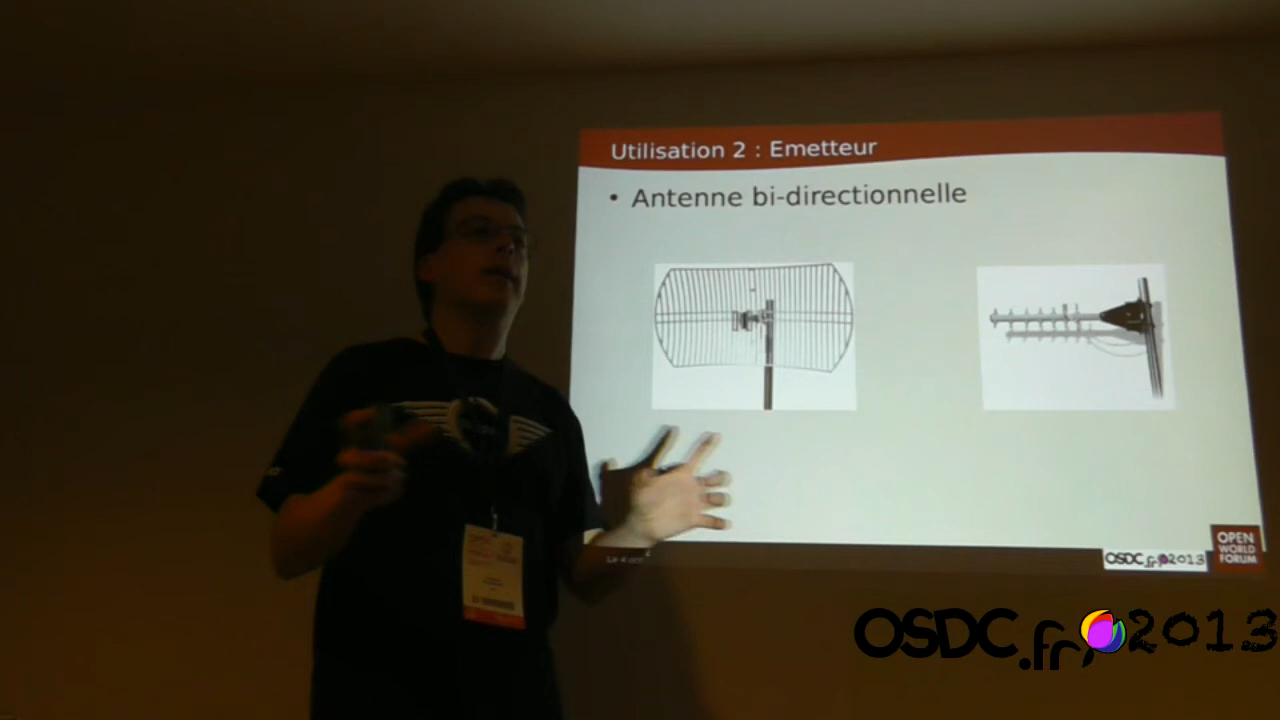 Utilisation 2 : Emetteur
• Antenne bi-directionnelle
OSDC.fr 2013
OPEN
WORLD
FORUM
OSDC.fr 2013